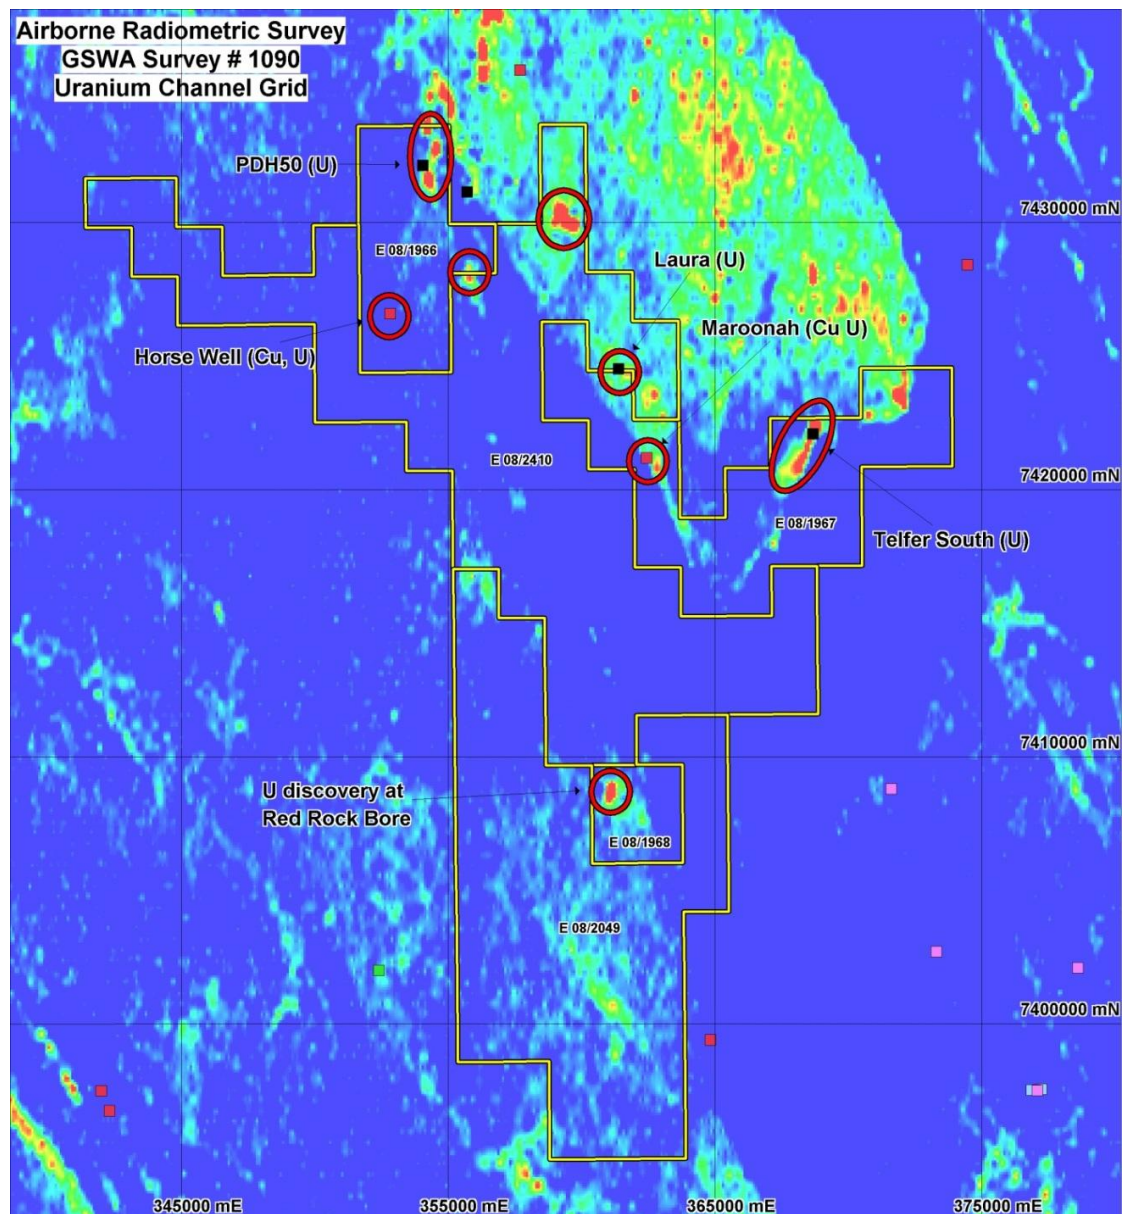 Airborne Radiometric Survey
GSWA Survey # 1090
Uranium Channel Grid
PDH50 (U)
7430000 mN
E 08/1966
Laura (U)
Maroonah (Cu U)
Horse Well (Cu, U)
E 08/2410
7420000 mN
E 08/1967
Telfer South (U)
7410000 mN
U discovery at
Red Rock Bore
E 08/1968
E 08/2049
7400000 mN
345000 mE
355000 mE
365000 mE
375000 mE